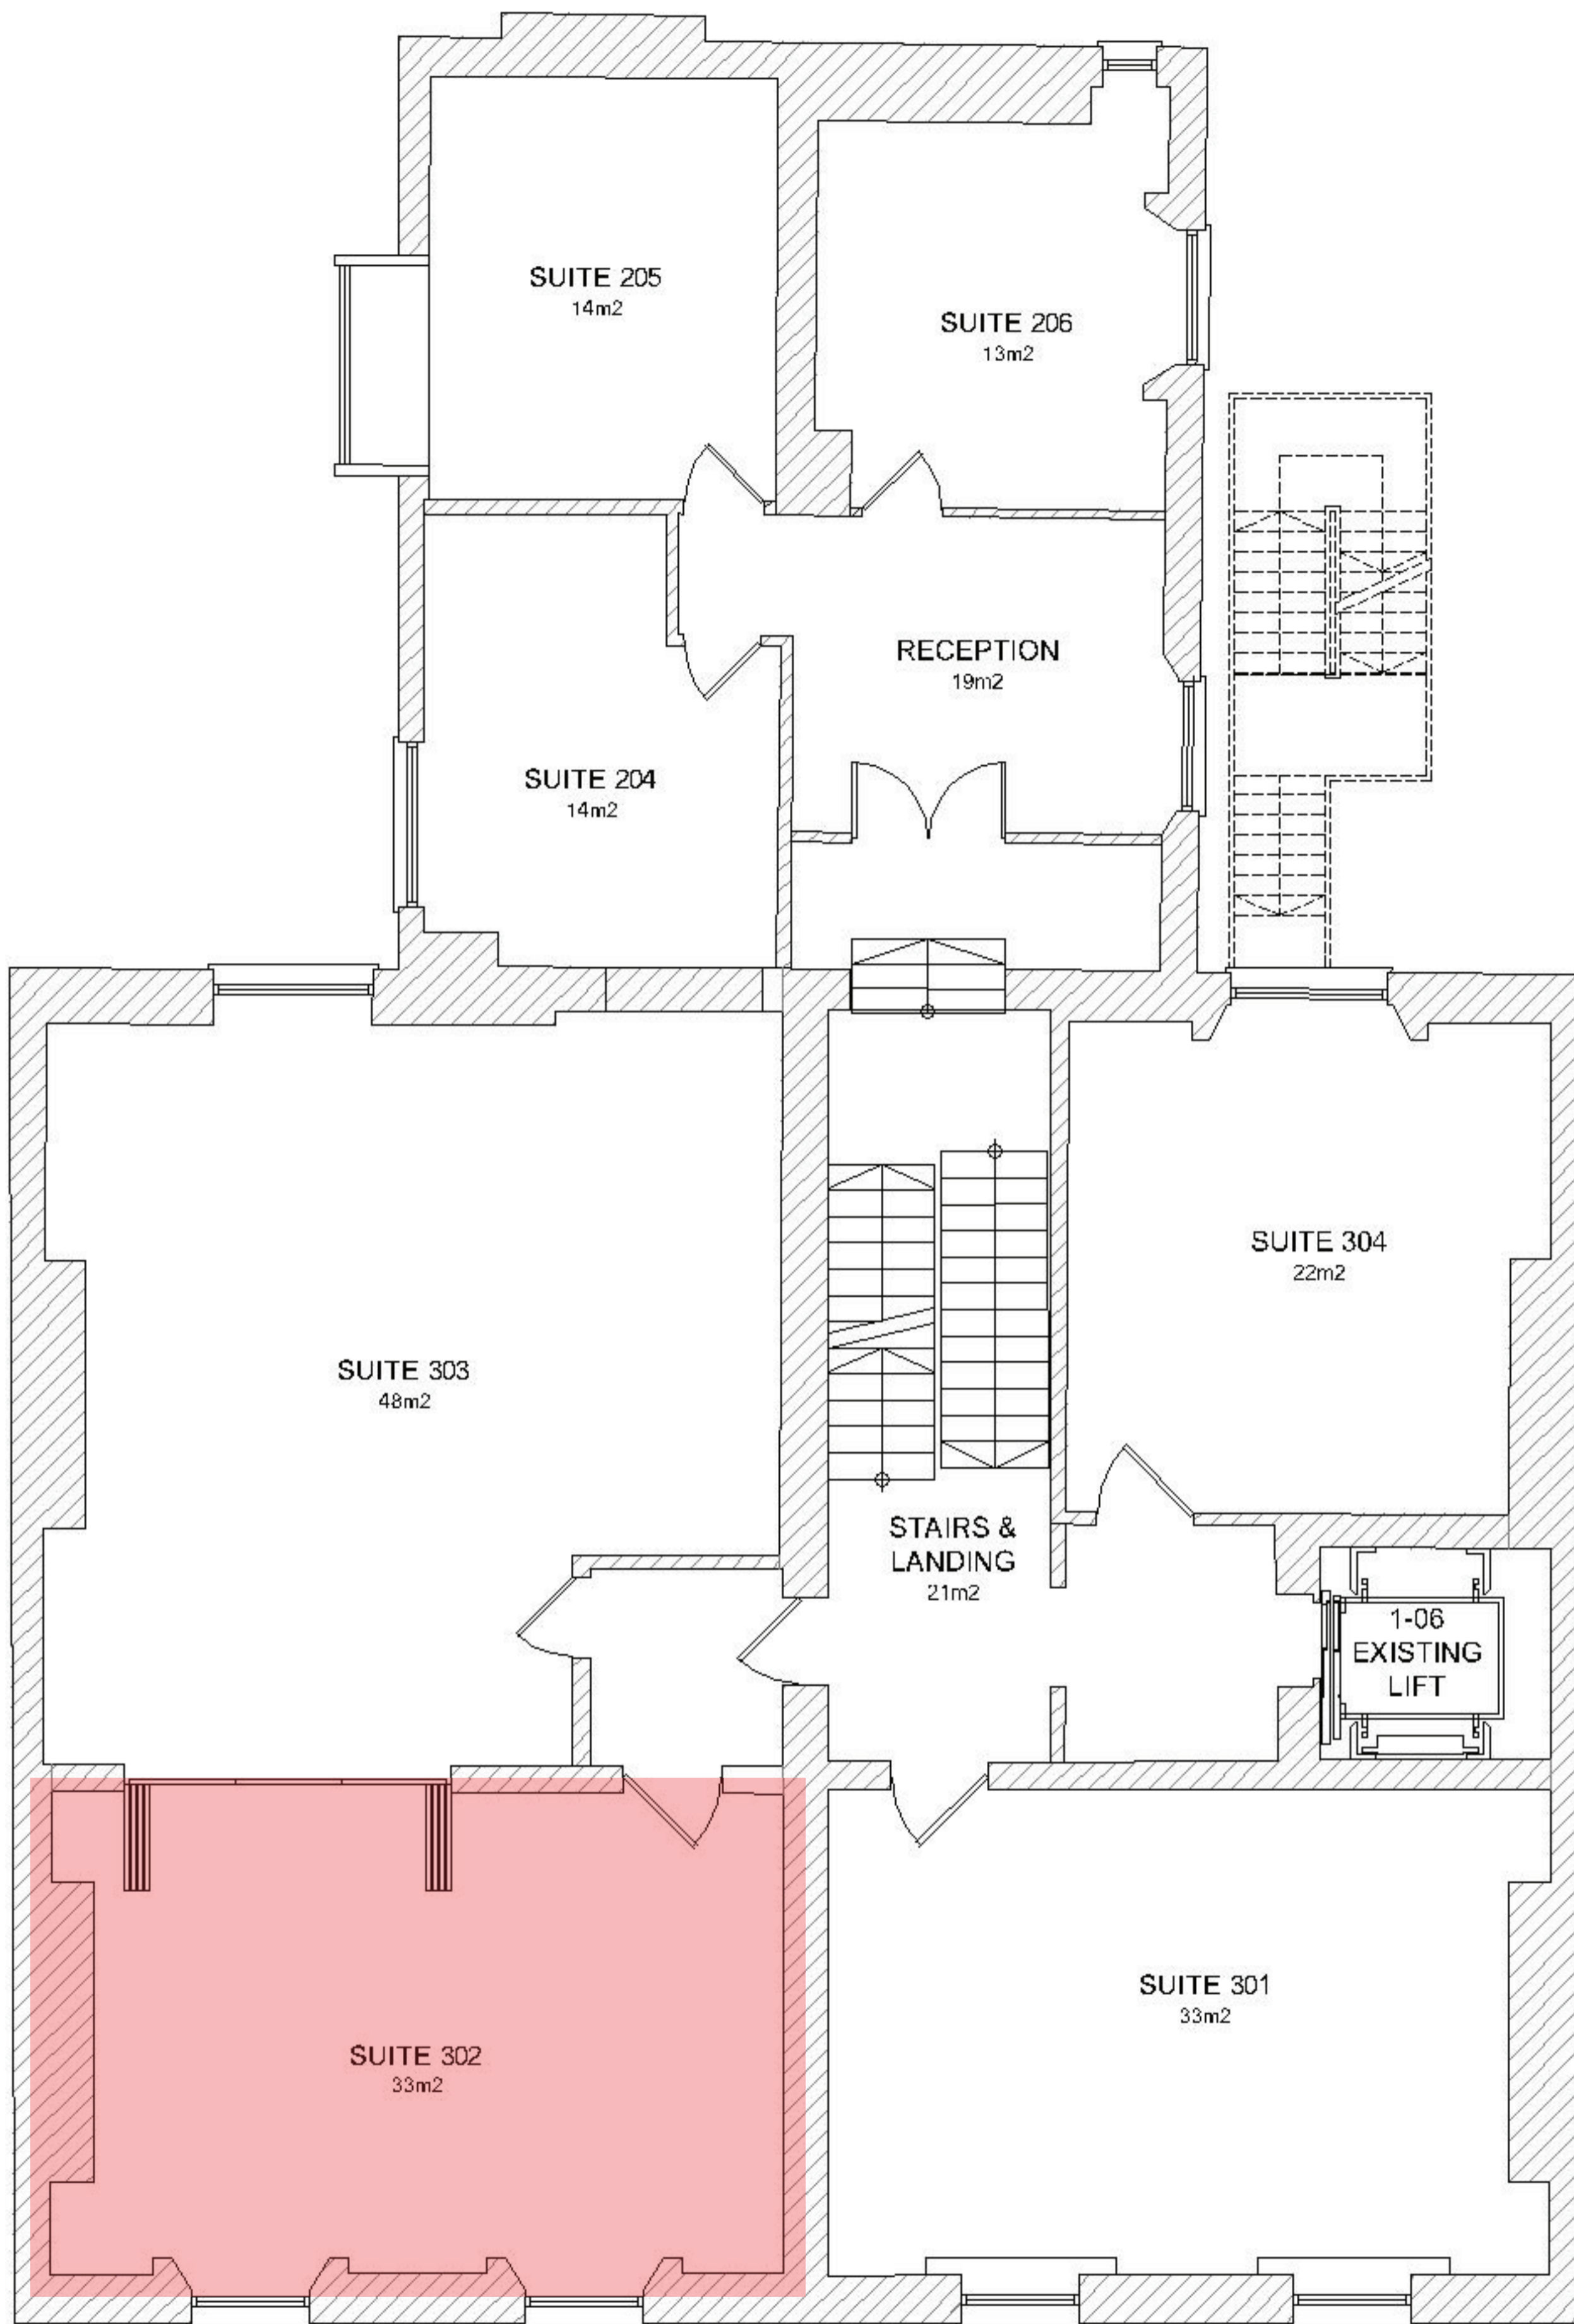 SUITE 205
14m2
SUITE 206
13m2
RECEPTION
19m2
SUITE 204
14m2
SUITE 304
22m2
SUITE 303
48m2
STAIRS &
LANDING
21m2
1-06
EXISTING
LIFT
SUITE 301
33m2
SUITE 302
33m2